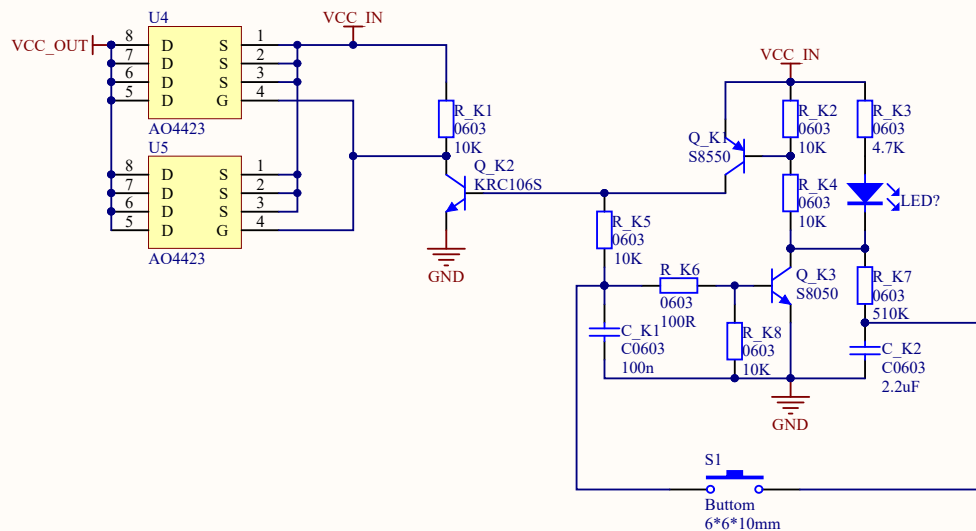 U4
VCC_OUT
8 D S 1
7 D S 2
6 D S 3
5 D G 4
AO4423
U5
8 D S 1
7 D S 2
6 D S 3
5 D G 4
AO4423
VCC_IN
R_K1
0603
10K
Q_K2
KRC106S
GND
VCC_IN
Q_K1
S8550
R_K2
0603
10K
R_K3
0603
4.7K
R_K4
0603
10K
LED?
R_K5
0603
10K
R_K6
0603
100R
Q_K3
S8050
R_K7
0603
510K
C_K1
C0603
100n
R_K8
0603
10K
C_K2
C0603
2.2uF
GND
S1
Buttom
6*6*10mm